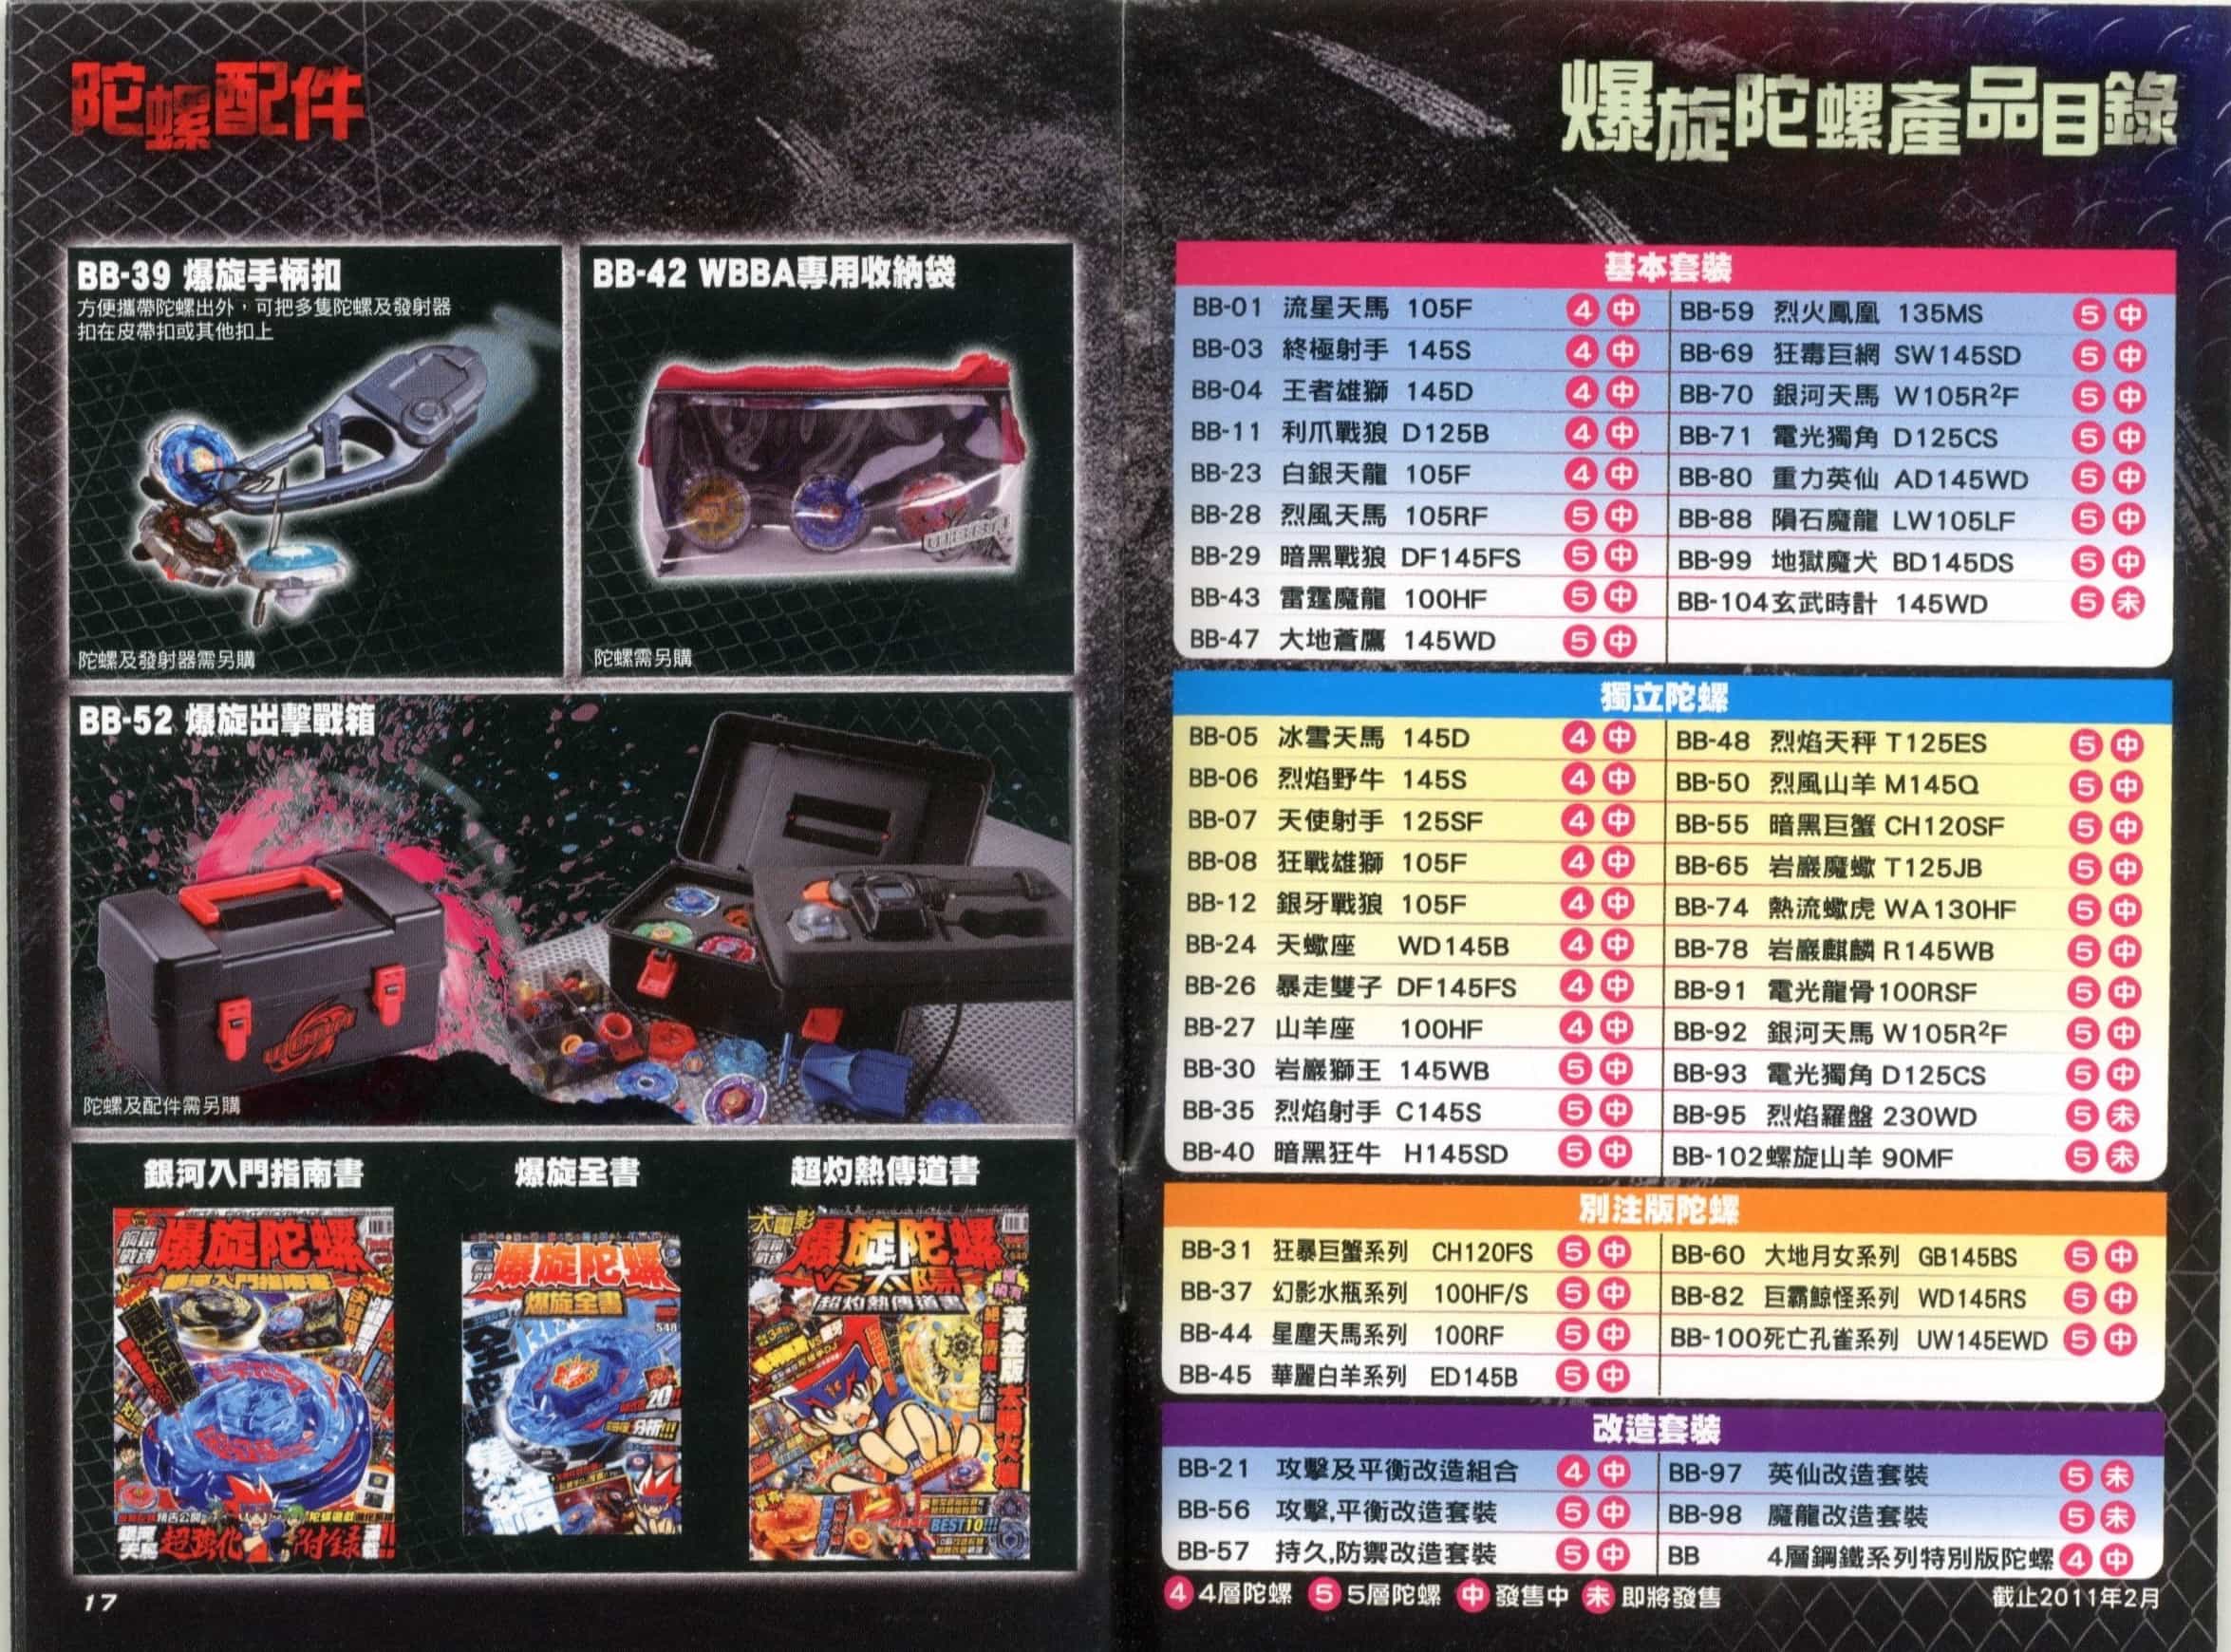 陀螺配件
BB-39 爆旋手柄扣
方便攜帶陀螺出外，可把多隻陀螺及發射器
扣在皮帶扣或其他扣上
陀螺及發射器需另購
BB-42 WBBA專用收納袋
陀螺需另購
BB-52 爆旋出擊戰箱
陀螺及配件需另購
銀河入門指南書
爆旋陀螺
銀河入門指南書
超強化
附錄
爆旋全書
爆旋陀螺
爆旋全書
超灼熱傳道書
大電影
爆旋陀螺
VS太陽
超灼熱傳道書
BEST10!!!
17
爆旋陀螺產品目錄
基本套裝
BB-01 流星天馬 105F 4 中
BB-03 終極射手 145S 4 中
BB-04 王者雄獅 145D 4 中
BB-11 利爪戰狼 D125B 4 中
BB-23 白銀天龍 105F 4 中
BB-28 烈風天馬 105RF 5 中
BB-29 暗黑戰狼 DF145FS 5 中
BB-43 雷霆魔龍 100HF 5 中
BB-47 大地蒼鷹 145WD 5 中
BB-59 烈火鳳凰 135MS 5 中
BB-69 狂毒巨網 SW145SD 5 中
BB-70 銀河天馬 W105R²F 5 中
BB-71 電光獨角 D125CS 5 中
BB-80 重力英仙 AD145WD 5 中
BB-88 隕石魔龍 LW105LF 5 中
BB-99 地獄魔犬 BD145DS 5 中
BB-104玄武時計 145WD 5 未
獨立陀螺
BB-05 冰雪天馬 145D 4 中
BB-06 烈焰野牛 145S 4 中
BB-07 天使射手 125SF 4 中
BB-08 狂戰雄獅 105F 4 中
BB-12 銀牙戰狼 105F 4 中
BB-24 天蠍座 WD145B 4 中
BB-26 暴走雙子 DF145FS 4 中
BB-27 山羊座 100HF 4 中
BB-30 岩巖獅王 145WB 5 中
BB-35 烈焰射手 C145S 5 中
BB-40 暗黑狂牛 H145SD 5 中
BB-48 烈焰天秤 T125ES 5 中
BB-50 烈風山羊 M145Q 5 中
BB-55 暗黑巨蟹 CH120SF 5 中
BB-65 岩巖魔蠍 T125JB 5 中
BB-74 熱流蠍虎 WA130HF 5 中
BB-78 岩巖麒麟 R145WB 5 中
BB-91 電光龍骨100RSF 5 中
BB-92 銀河天馬 W105R²F 5 中
BB-93 電光獨角 D125CS 5 中
BB-95 烈焰羅盤 230WD 5 未
BB-102螺旋山羊 90MF 5 未
別注版陀螺
BB-31 狂暴巨蟹系列 CH120FS 5 中
BB-37 幻影水瓶系列 100HF/S 5 中
BB-44 星塵天馬系列 100RF 5 中
BB-45 華麗白羊系列 ED145B 5 中
BB-60 大地月女系列 GB145BS 5 中
BB-82 巨霸鯨怪系列 WD145RS 5 中
BB-100死亡孔雀系列 UW145EWD 5 中
改造套裝
BB-21 攻擊及平衡改造組合 4 中
BB-56 攻擊,平衡改造套裝 5 中
BB-57 持久,防禦改造套裝 5 中
BB-97 英仙改造套裝 5 未
BB-98 魔龍改造套裝 5 未
BB 4層鋼鐵系列特別版陀螺 4 中
4 4層陀螺 5 5層陀螺 中 發售中 未 即將發售
截止2011年2月